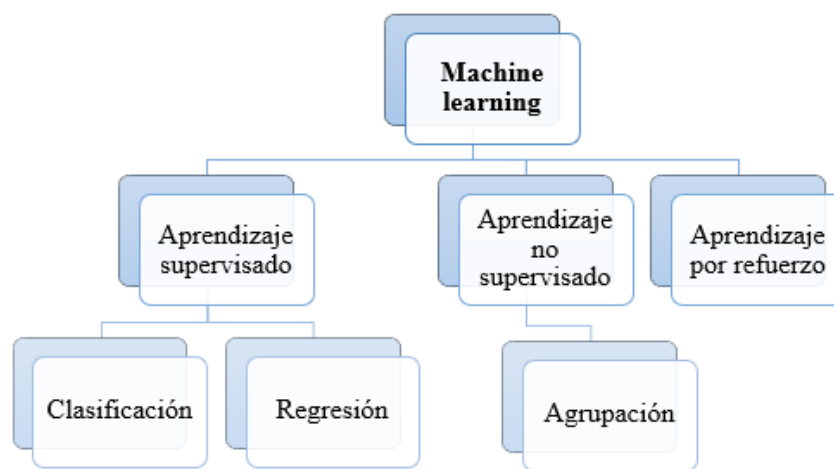 Machine
learning
Aprendizaje
supervisado
Aprendizaje
no
supervisado
Aprendizaje
por refuerzo
Clasificación
Regresión
Agrupación